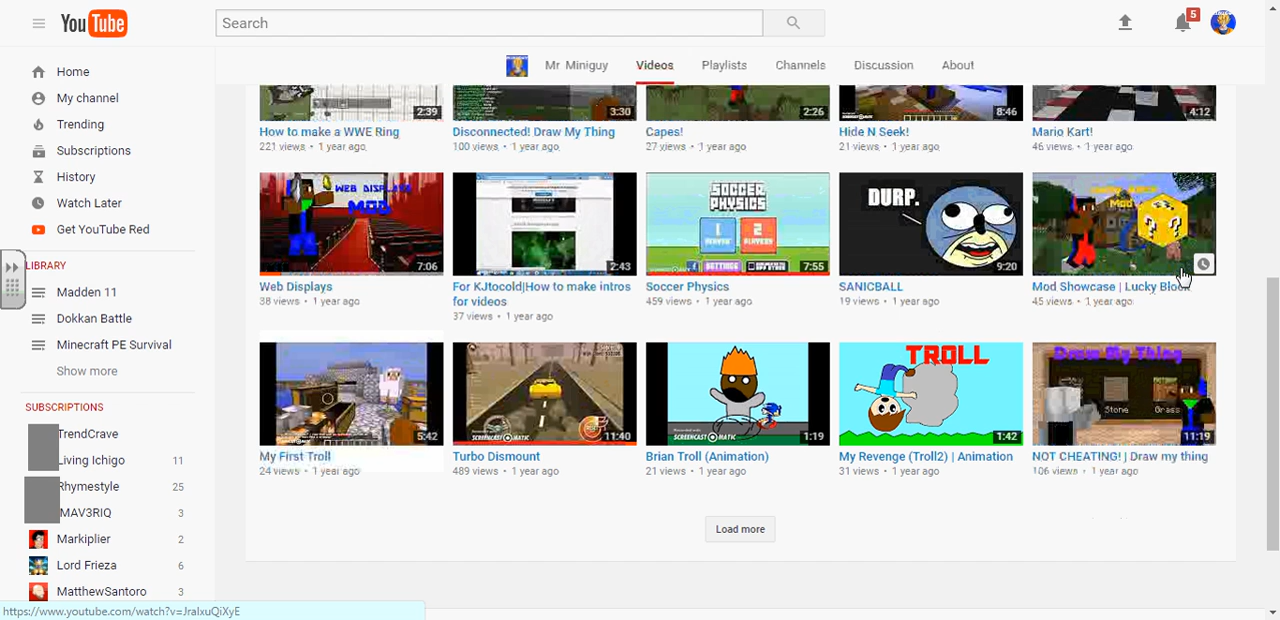 YouTube
Search
5
Mr Miniguy Videos Playlists Channels Discussion About
Home
My channel
Trending
Subscriptions
History
Watch Later
Get YouTube Red
LIBRARY
Madden 11
Dokkan Battle
Minecraft PE Survival
Show more
SUBSCRIPTIONS
TrendCrave
Living Ichigo 11
Rhymestyle 25
MAV3RIQ 3
Markiplier 2
Lord Frieza 6
MatthewSantoro 3
2:39
How to make a WWE Ring
221 views • 1 year ago
3:30
Disconnected! Draw My Thing
100 views • 1 year ago
2:26
Capes!
27 views • 1 year ago
8:46
Hide N Seek!
21 views • 1 year ago
4:12
Mario Kart!
46 views • 1 year ago
WEB DISPLAYS
MOD
7:06
Web Displays
38 views • 1 year ago
2:43
For KJtocold|How to make intros
for videos
37 views • 1 year ago
SOCCER
PHYSICS
1 PLAYER 2 PLAYERS
SETTINGS
7:55
Soccer Physics
459 views • 1 year ago
DURP.
9:20
SANICBALL
19 views • 1 year ago
Mod Showcase | Lucky Block
45 views • 1 year ago
5:42
My First Troll
24 views • 1 year ago
SCREENCAST-O-MATIC
11:40
Turbo Dismount
489 views • 1 year ago
SCREENCAST-O-MATIC
1:19
Brian Troll (Animation)
21 views • 1 year ago
TROLL
1:42
My Revenge (Troll2) | Animation
31 views • 1 year ago
Draw My Thing
Stone Grass
11:19
NOT CHEATING! | Draw my thing
106 views • 1 year ago
Load more
https://www.youtube.com/watch?v=JralxuQiXyE